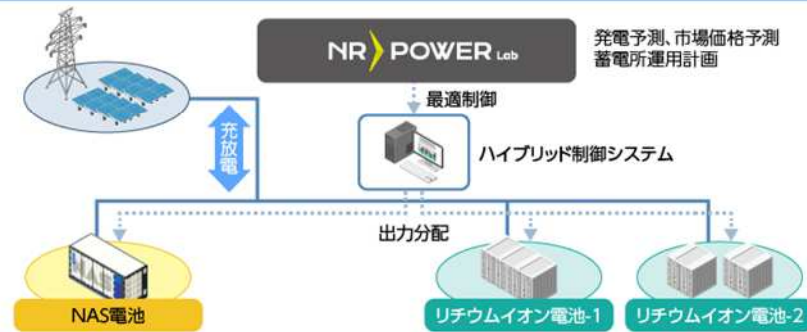 NR POWER Lab
発電予測、市場価格予測
蓄電所運用計画
最適制御
充放電
ハイブリッド制御システム
出力分配
NAS電池
リチウムイオン電池-1
リチウムイオン電池-2